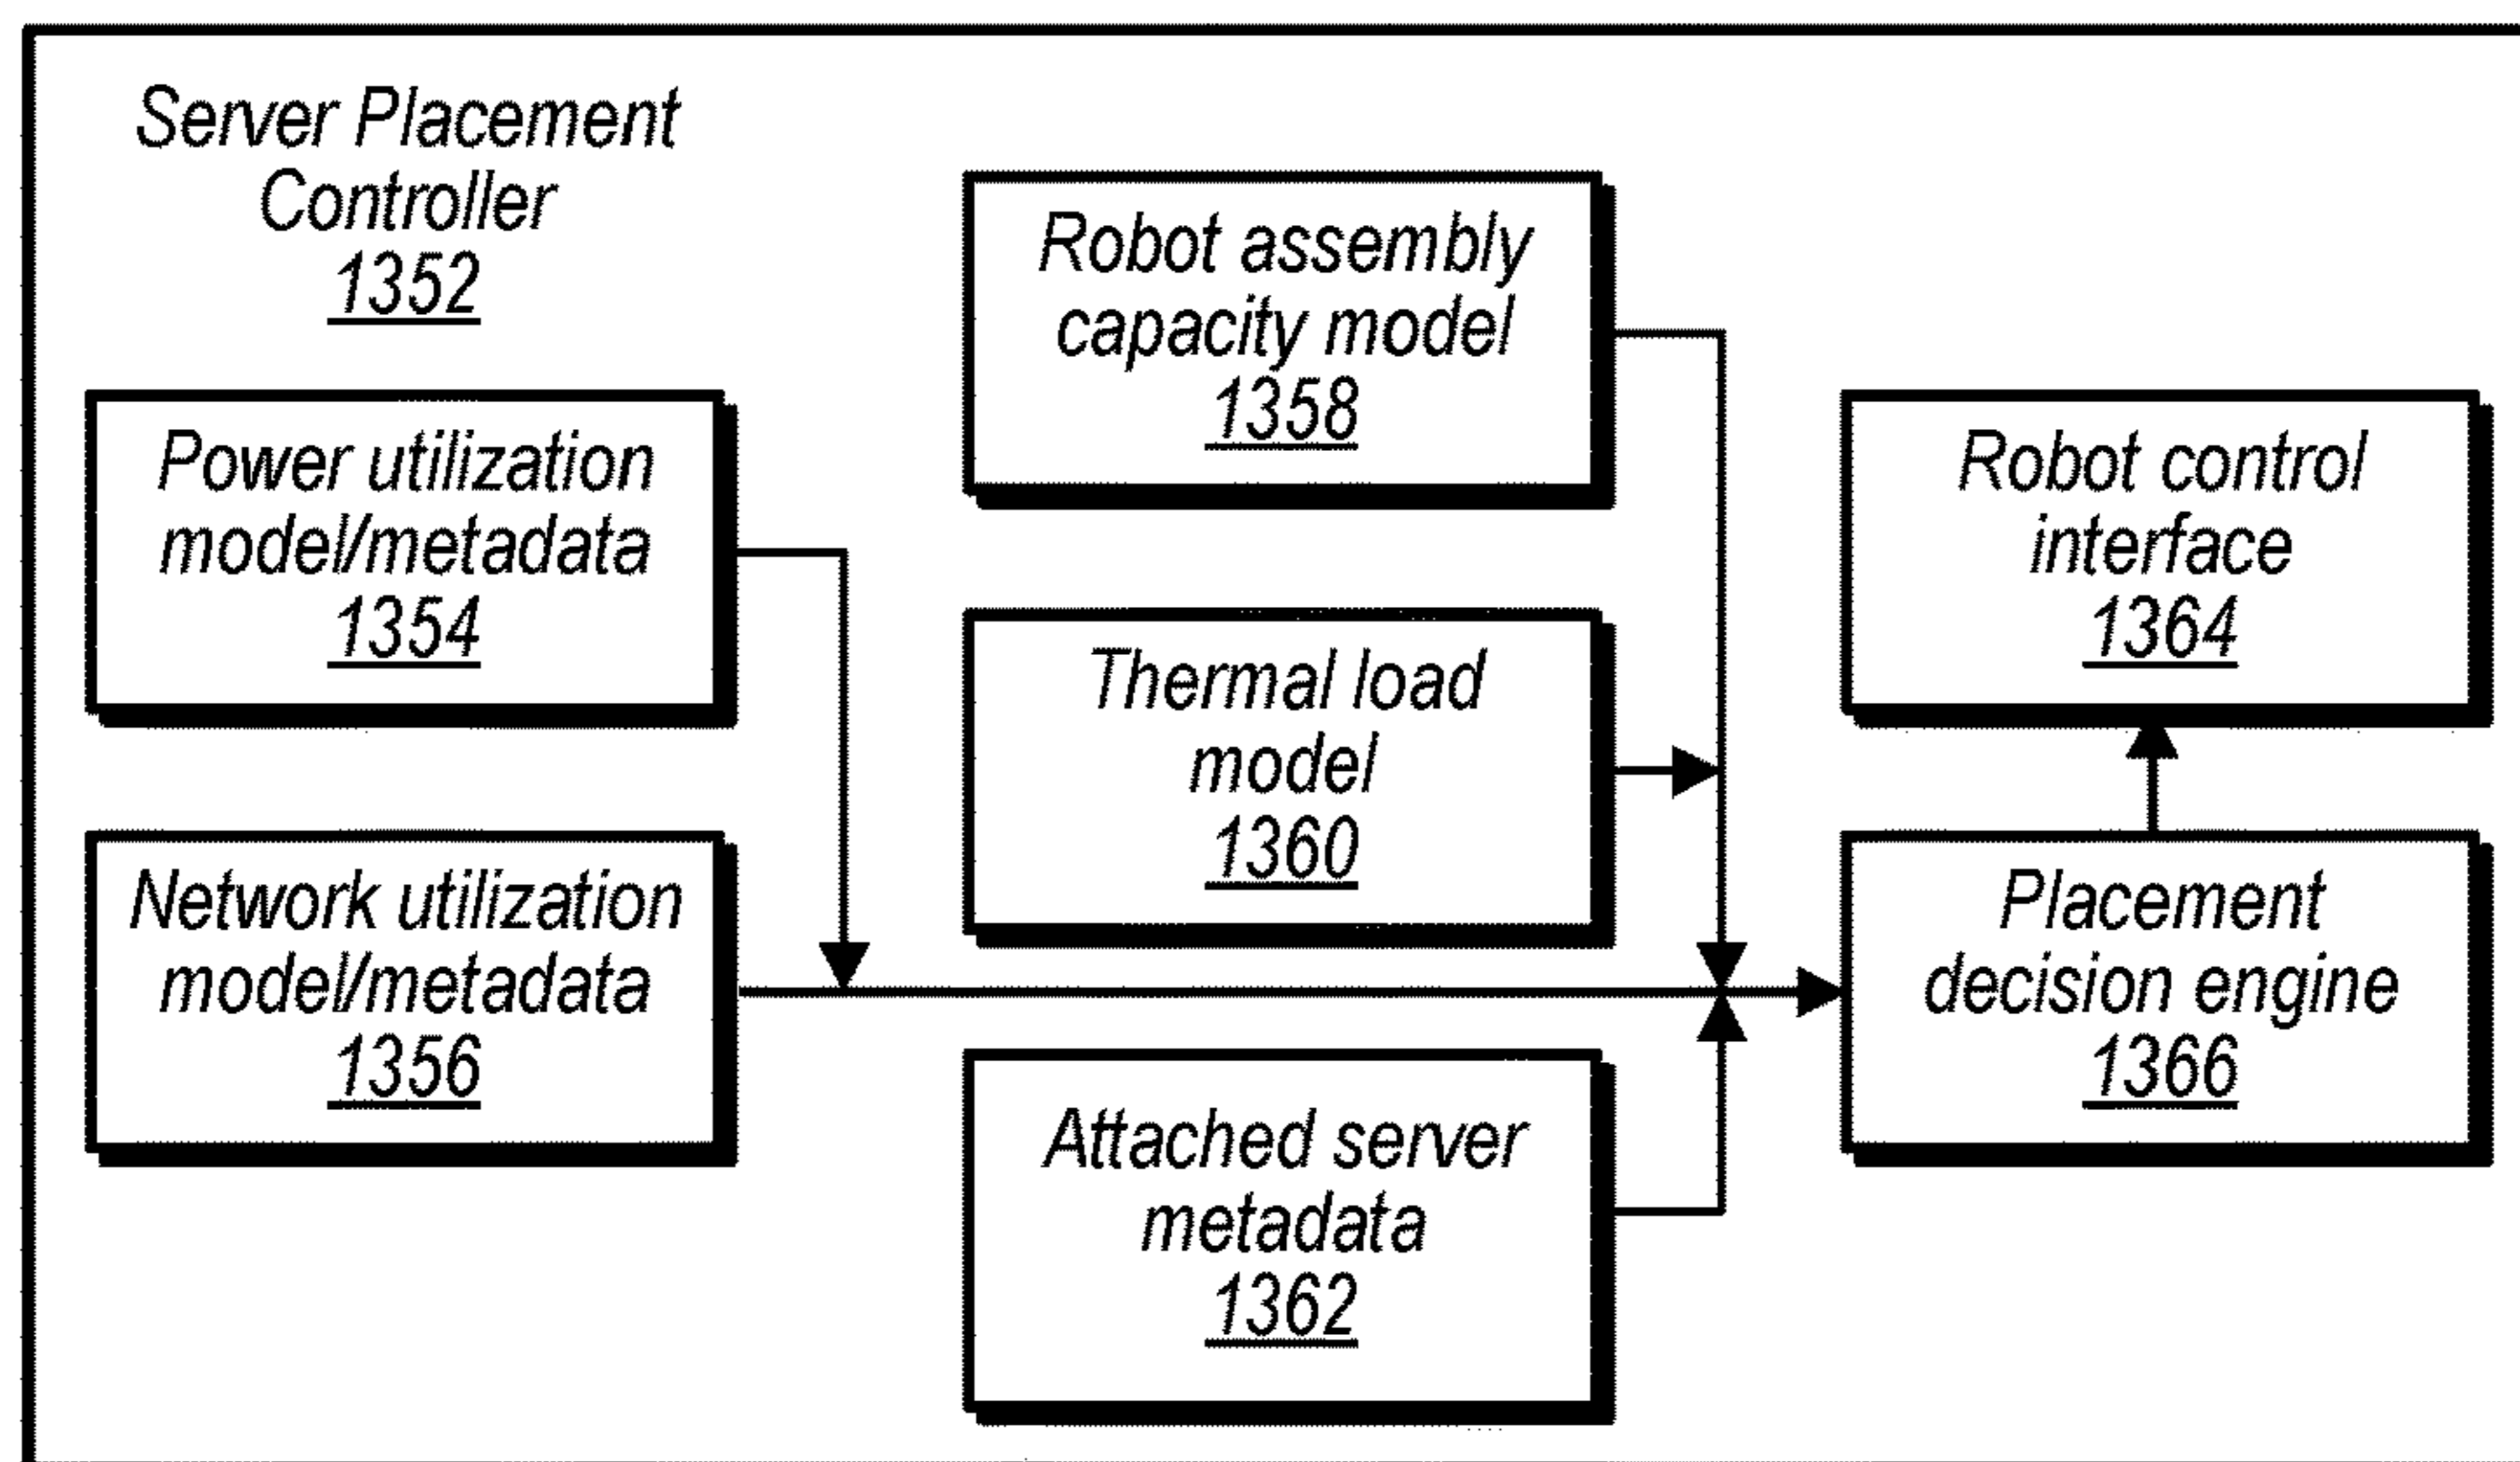 Server Placement
Controller
1352
Power utilization
model/metadata
1354
Network utilization
model/metadata
1356
Robot assembly
capacity model
1358
Thermal load
model
1360
Attached server
metadata
1362
Robot control
interface
1364
Placement
decision engine
1366